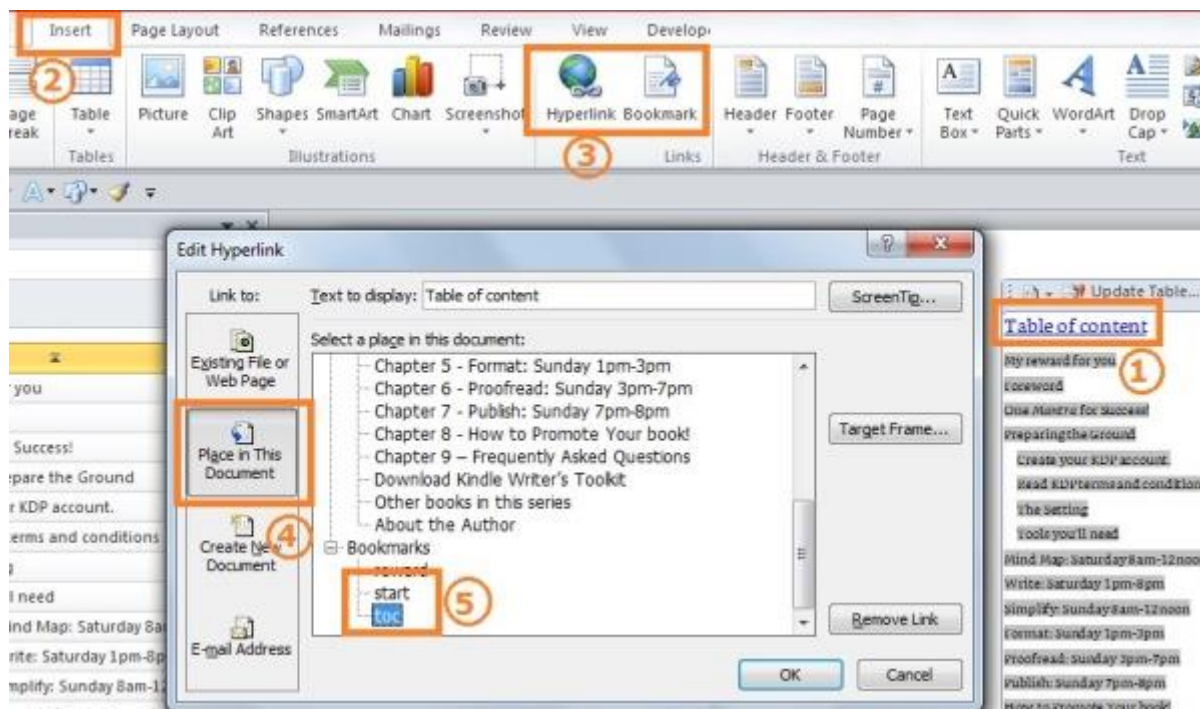 Insert Page Layout References Mailings Review View Develop
②
Table Picture Clip Art Shapes SmartArt Chart Screenshot Hyperlink Bookmark Header Footer Page Number Text Box Quick Parts WordArt Drop Cap
③
Tables Illustrations Links Header & Footer Text
Edit Hyperlink
Link to:
Text to display: Table of content
ScreenTip...
Select a place in this document:
Existing File or Web Page
Place in This Document
④
Create New Document
E-mail Address
Chapter 5 - Format: Sunday 1pm-3pm
Chapter 6 - Proofread: Sunday 3pm-7pm
Chapter 7 - Publish: Sunday 7pm-8pm
Chapter 8 - How to Promote Your book!
Chapter 9 – Frequently Asked Questions
Download Kindle Writer's Toolkit
Other books in this series
About the Author
Bookmarks
reward
start
toc
⑤
Target Frame...
Remove Link
OK Cancel
you
Success!
pare the Ground
r KDP account.
terms and conditions
I need
ind Map: Saturday 8a
rite: Saturday 1pm-8p
mplify: Sunday 8am-1
Update Table...
Table of content
①
My reward for you
Foreword
One Mantra for Success!
Preparing the Ground
Create your KDP account.
Read KDP terms and condition
The Setting
Tools you'll need
Mind Map: Saturday 8am-12noo
Write: Saturday 1pm-8pm
Simplify: Sunday 8am-12noon
Format: Sunday 1pm-3pm
Proofread: Sunday 3pm-7pm
Publish: Sunday 7pm-8pm
How to Promote Your book!